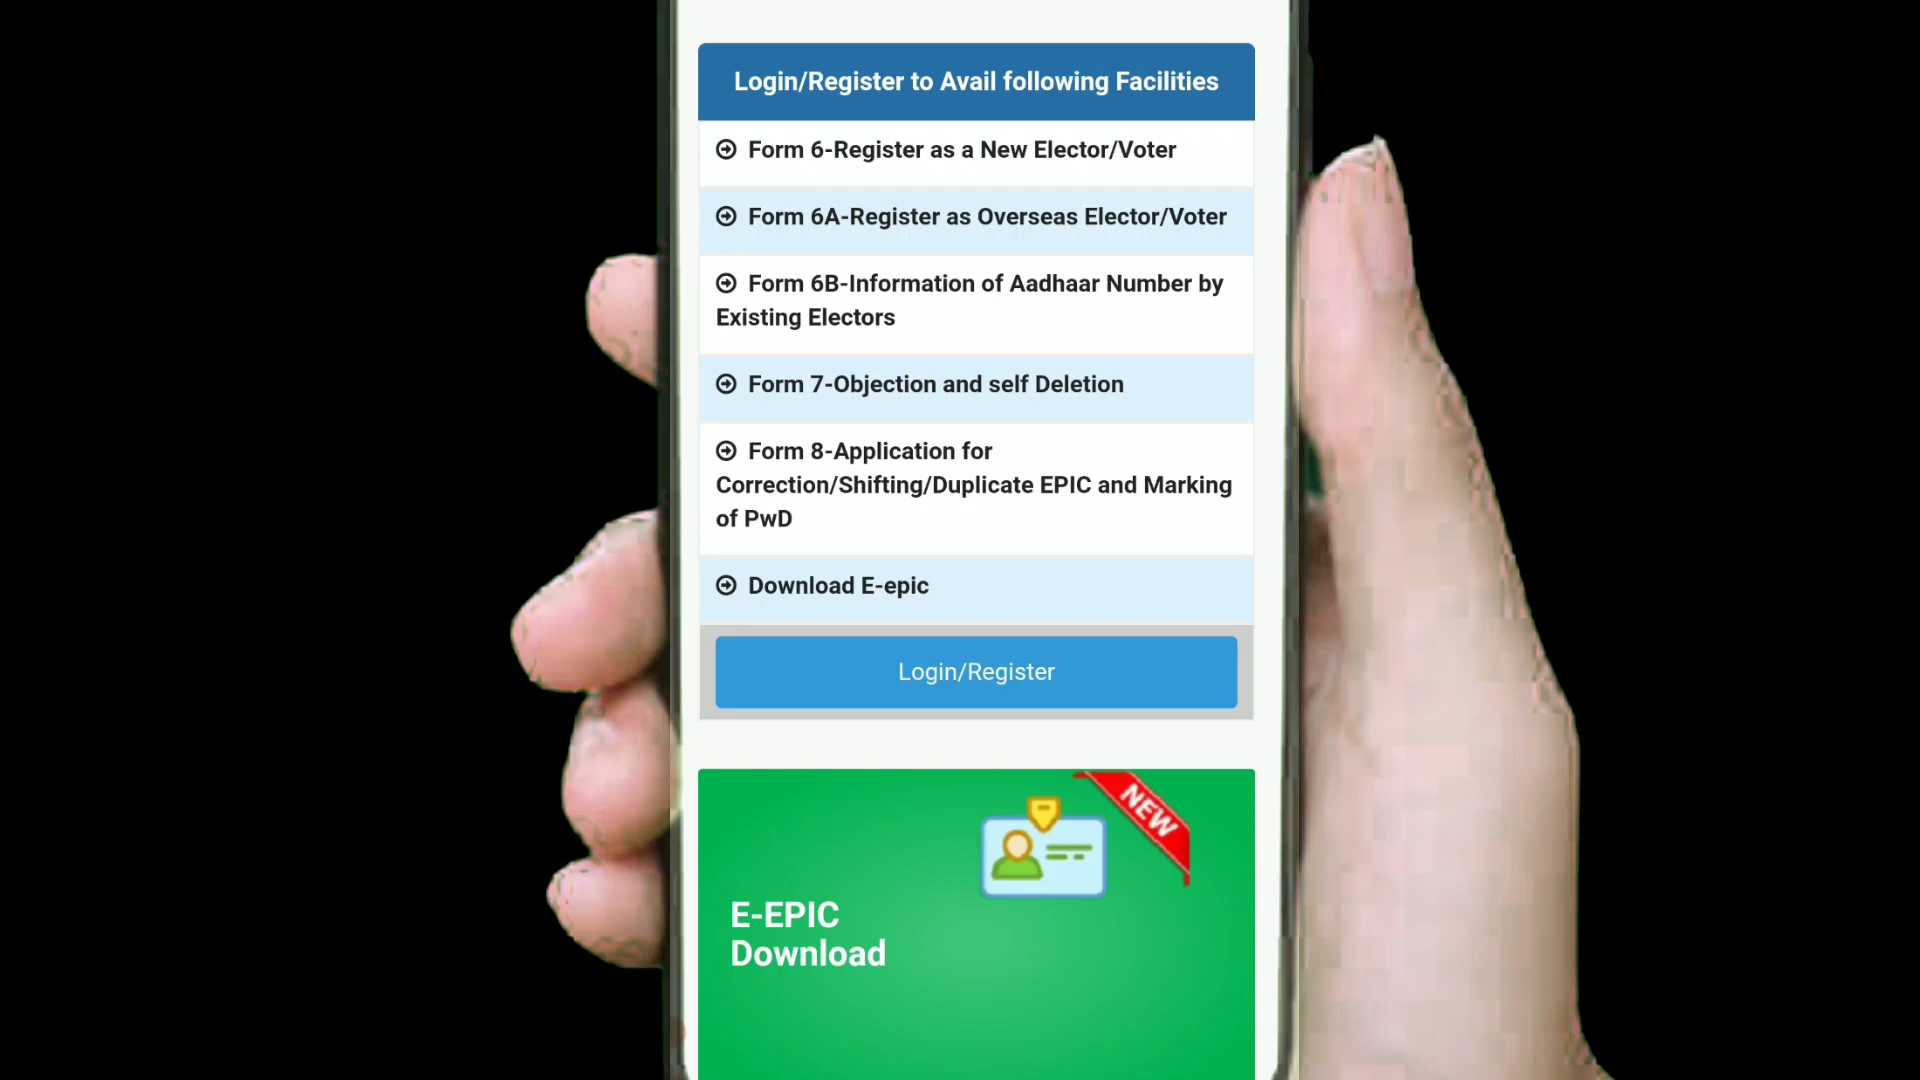 Login/Register to Avail following Facilities
Form 6-Register as a New Elector/Voter
Form 6A-Register as Overseas Elector/Voter
Form 6B-Information of Aadhaar Number by
Existing Electors
Form 7-Objection and self Deletion
Form 8-Application for
Correction/Shifting/Duplicate EPIC and Marking
of PwD
Download E-epic
Login/Register
NEW
E-EPIC
Download